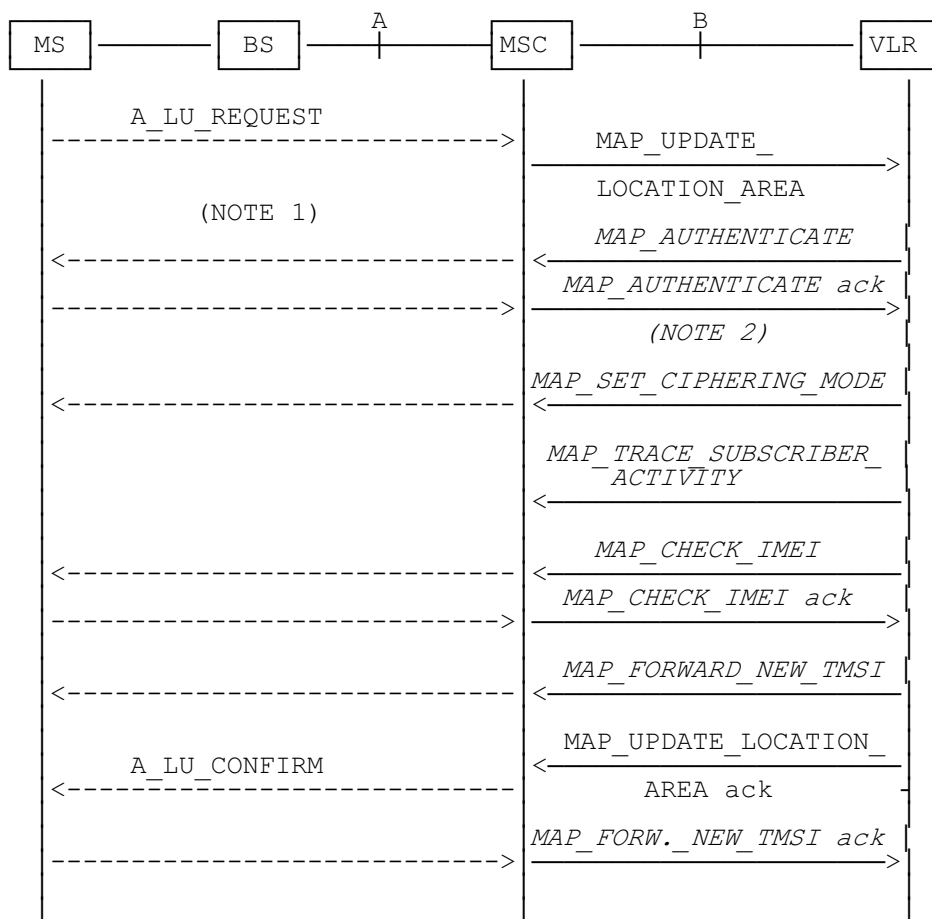 A B
MS BS MSC VLR
A_LU_REQUEST
MAP_UPDATE_
LOCATION_AREA
(NOTE 1)
MAP_AUTHENTICATE
MAP_AUTHENTICATE ack
(NOTE 2)
MAP_SET_CIPHERING_MODE
MAP_TRACE_SUBSCRIBER_
ACTIVITY
MAP_CHECK_IMEI
MAP_CHECK_IMEI ack
MAP_FORWARD_NEW_TMSI
MAP_UPDATE_LOCATION_
A_LU_CONFIRM
AREA ack
MAP_FORW._NEW_TMSI ack